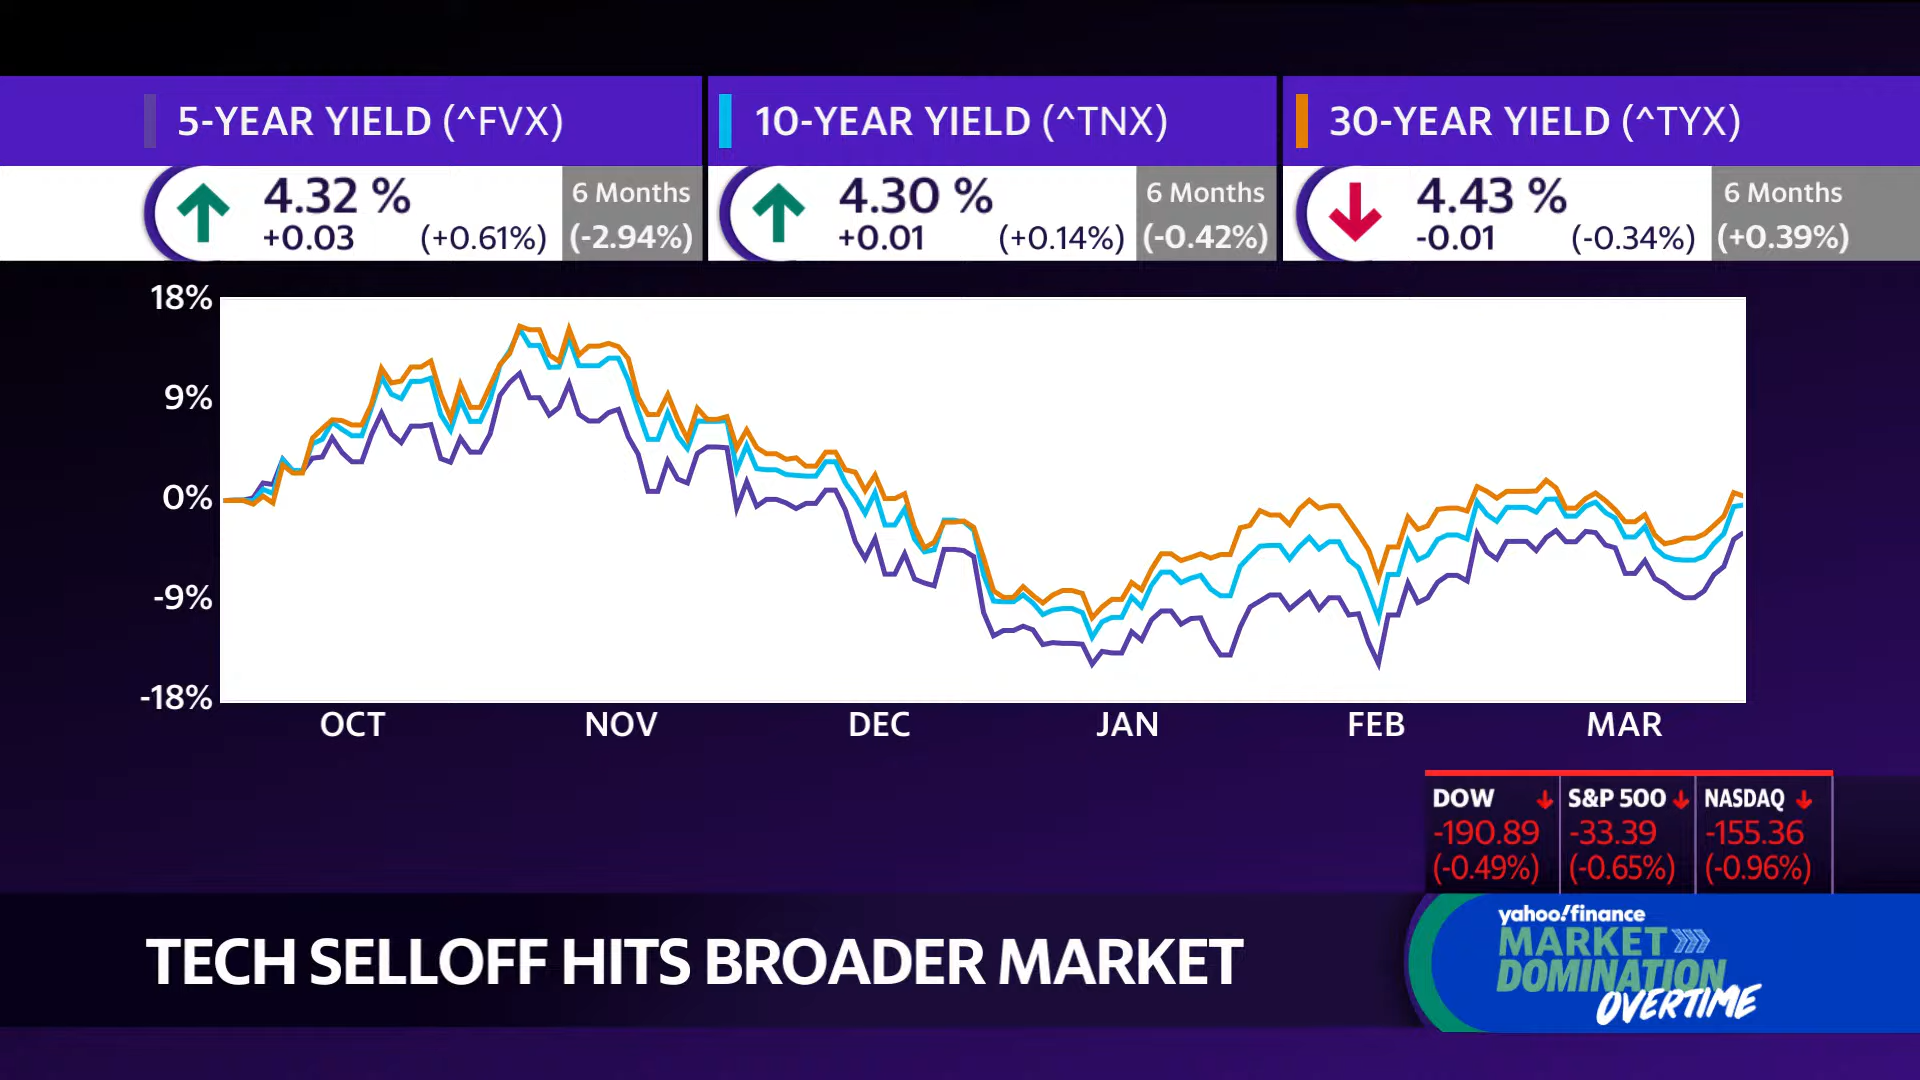 5-YEAR YIELD (^FVX)
4.32 %
+0.03 (+0.61%)
6 Months
(-2.94%)
10-YEAR YIELD (^TNX)
4.30 %
+0.01 (+0.14%)
6 Months
(-0.42%)
30-YEAR YIELD (^TYX)
4.43 %
-0.01 (-0.34%)
6 Months
(+0.39%)
18%
9%
0%
-9%
-18%
OCT NOV DEC JAN FEB MAR
DOW
-190.89
(-0.49%)
S&P 500
-33.39
(-0.65%)
NASDAQ
-155.36
(-0.96%)
TECH SELLOFF HITS BROADER MARKET
yahoo!finance
MARKET
DOMINATION
OVERTIME